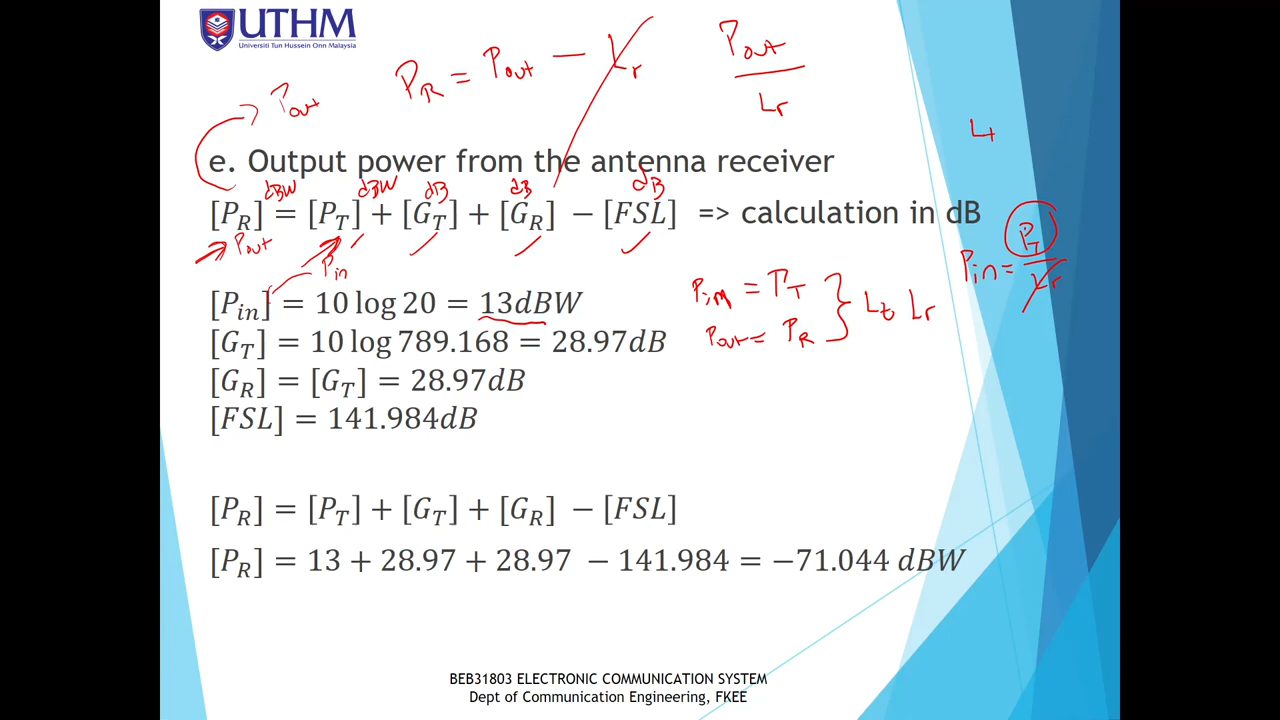 UTHM
Universiti Tun Hussein Onn Malaysia
P_R = P_out − L_r
P_out / L_r
P_out
L_t
e. Output power from the antenna receiver
dBW dBW dB dB dB
[P_R] = [P_T] + [G_T] + [G_R] − [FSL] => calculation in dB
P_out
P_in
P_in = P_T / L_r
[P_in] = 10 log 20 = 13dBW
P_in = P_T
P_out = P_R } L_t L_r
[G_T] = 10 log 789.168 = 28.97dB
[G_R] = [G_T] = 28.97dB
[FSL] = 141.984dB
[P_R] = [P_T] + [G_T] + [G_R] − [FSL]
[P_R] = 13 + 28.97 + 28.97 − 141.984 = −71.044 dBW
BEB31803 ELECTRONIC COMMUNICATION SYSTEM
Dept of Communication Engineering, FKEE